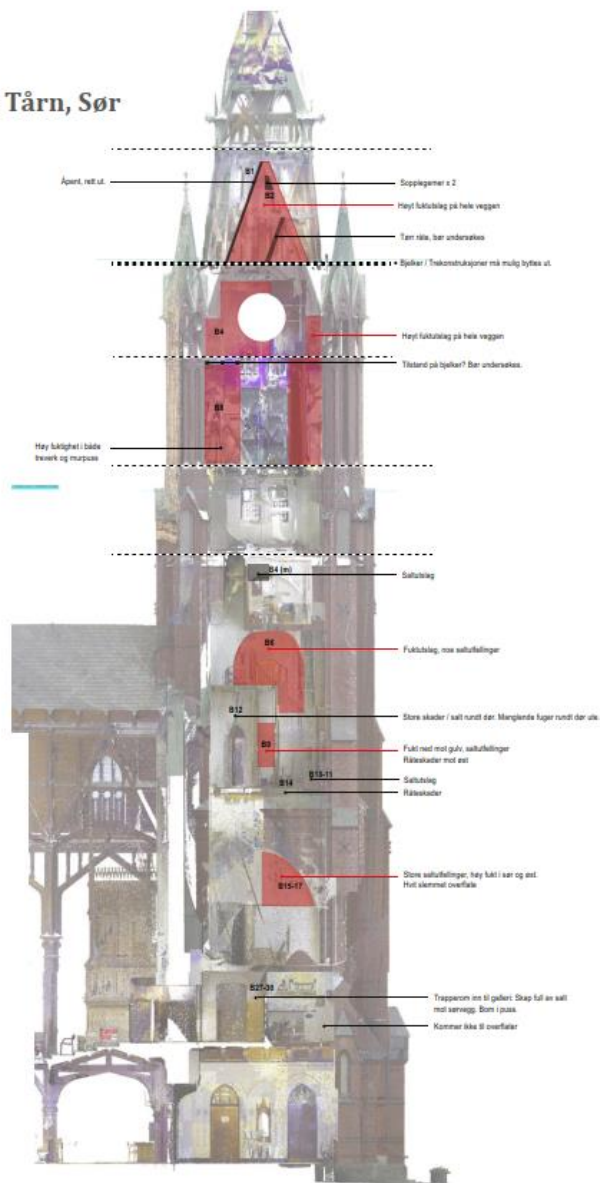 Tårn, Sør
B1
Åpent, rett ut.
Sopplegemer x 2
B2
Høyt fuktutslag på hele veggen
Tørr råte, bør undersøkes
Bjelker / Trekonstruksjoner må mulig byttes ut.
B4
Høyt fuktutslag på hele veggen
Tilstand på bjelker? Bør undersøkes.
B8
Høy fuktighet i både
treverk og murpuss
B4 (m)
Saltutslag
B6
Fuktutslag, noe saltutfellinger
B12
Store skader / salt rundt dør. Manglende fuger rundt dør ute.
B9
Fukt ned mot gulv, saltutfellinger
Råteskader mot øst
B10-11
Saltutslag
B14
Råteskader
Store saltutfellinger, høy fukt i sør og øst.
B15-17
Hvit slemmet overflate
B27-30
Trapperom inn til galleri: Skap full av salt
mot sørvegg. Bom i puss.
Kommer ikke til overflater